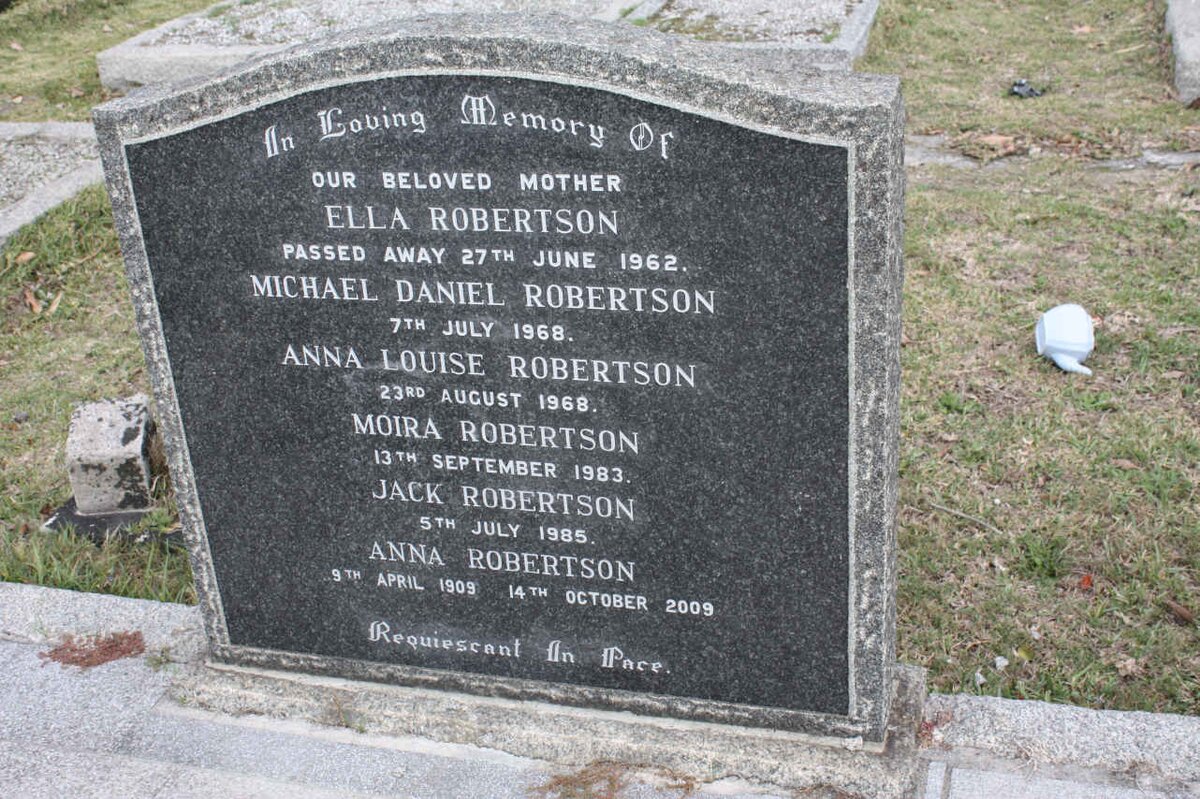 In Loving Memory Of
OUR BELOVED MOTHER
ELLA ROBERTSON
PASSED AWAY 27TH JUNE 1962.
MICHAEL DANIEL ROBERTSON
7TH JULY 1968.
ANNA LOUISE ROBERTSON
23RD AUGUST 1968.
MOIRA ROBERTSON
13TH SEPTEMBER 1983.
JACK ROBERTSON
5TH JULY 1985.
ANNA ROBERTSON
9TH APRIL 1909 14TH OCTOBER 2009
Requiescant In Pace.